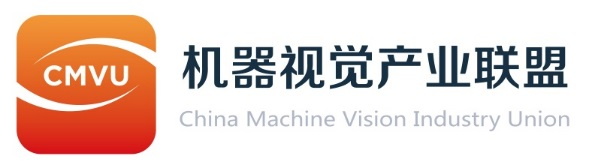 CMVU
机器视觉产业联盟
China Machine Vision Industry Union